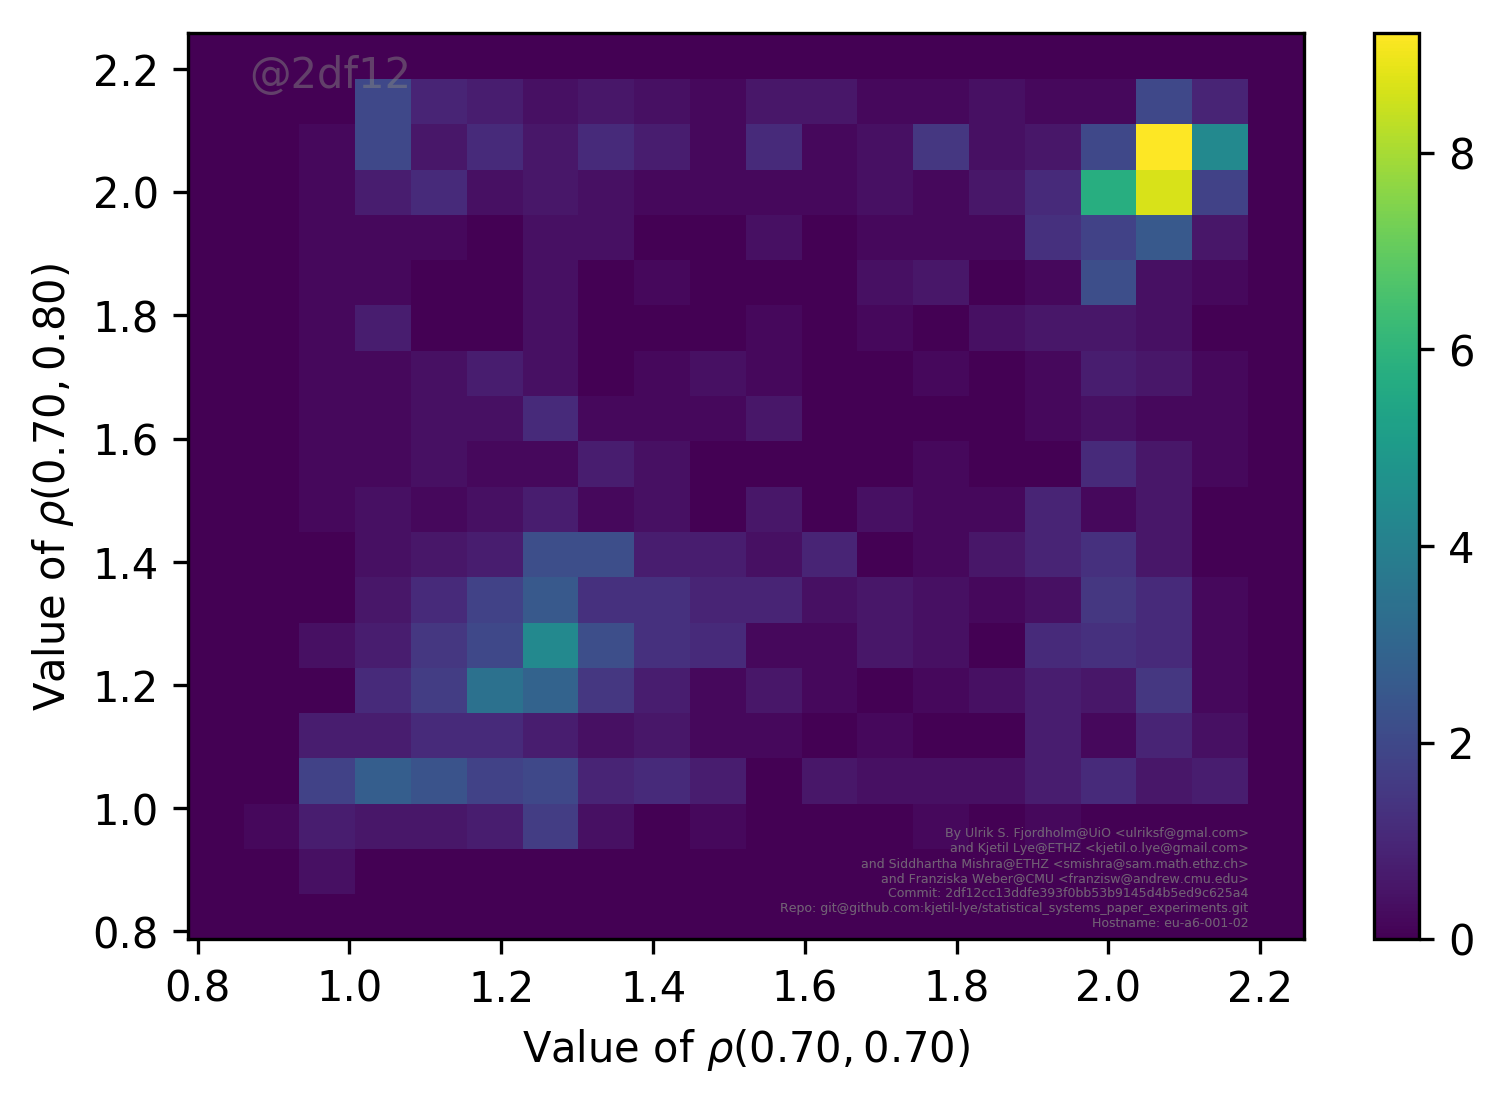 @2df12
2.2
2.0
1.8
1.6
1.4
1.2
1.0
0.8
Value of ρ(0.70, 0.80)
0.8 1.0 1.2 1.4 1.6 1.8 2.0 2.2
Value of ρ(0.70, 0.70)
8
6
4
2
0
By Ulrik S. Fjordholm@UiO <ulriksf@gmal.com>
and Kjetil Lye@ETHZ <kjetil.o.lye@gmail.com>
and Siddhartha Mishra@ETHZ <smishra@sam.math.ethz.ch>
and Franziska Weber@CMU <franzisw@andrew.cmu.edu>
Commit: 2df12cc13ddfe393f0bb53b9145d4b5ed9c625a4
Repo: git@github.com:kjetil-lye/statistical_systems_paper_experiments.git
Hostname: eu-a6-001-02